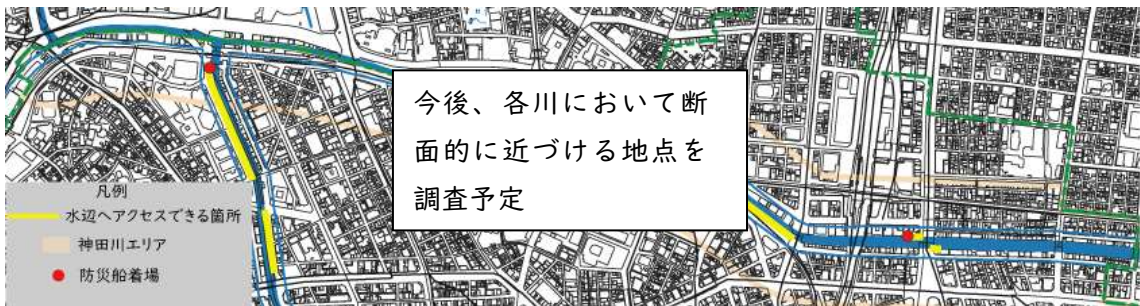 今後、各川において断
面的に近づける地点を
調査予定
凡例
水辺へアクセスできる箇所
神田川エリア
防災船着場